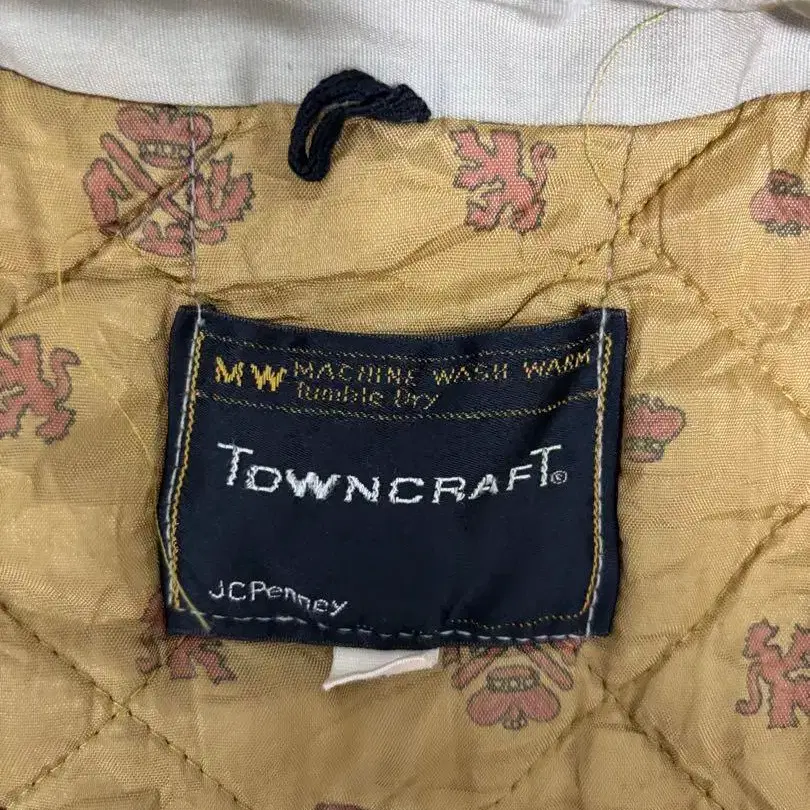 MW MACHINE WASH WARM
Tumble Dry
TOWNCRAFT®
JCPenney